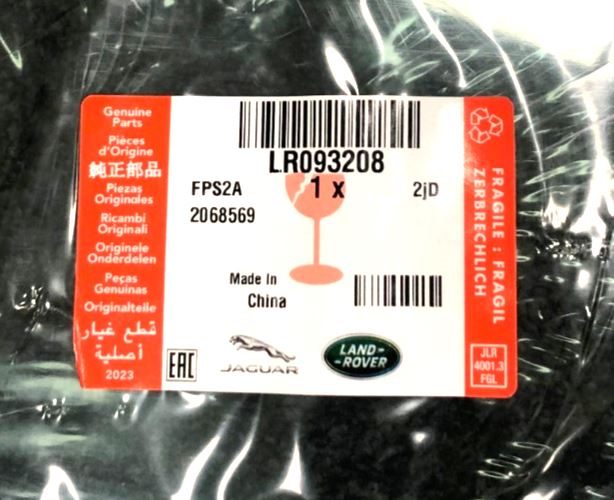 Genuine
Parts
Pièces
d'Origine
純正部品
Piezas
Originales
Ricambi
Originali
Originele
Onderdelen
Peças
Genuinas
Originalteile
قطع غيار
أصلية
2023
LR093208
FPS2A
1 x
2jD
2068569
Made In
China
EAC
JAGUAR
LAND-
-ROVER
FRAGILE : FRAGIL
ZERBRECHLICH
JLR
4001.3
FGL